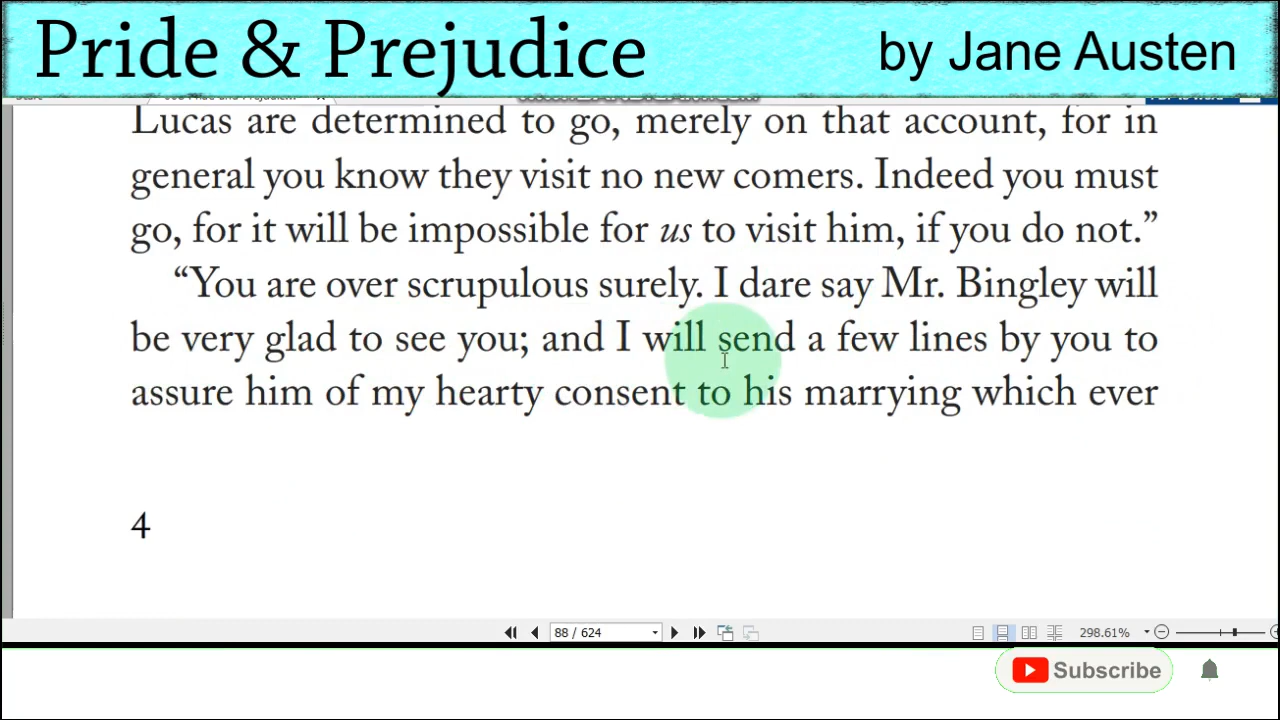 Pride & Prejudice
by Jane Austen
Lucas are determined to go, merely on that account, for in
general you know they visit no new comers. Indeed you must
go, for it will be impossible for us to visit him, if you do not.”
“You are over scrupulous surely. I dare say Mr. Bingley will
be very glad to see you; and I will send a few lines by you to
assure him of my hearty consent to his marrying which ever
4
88 / 624
298.61%
Subscribe